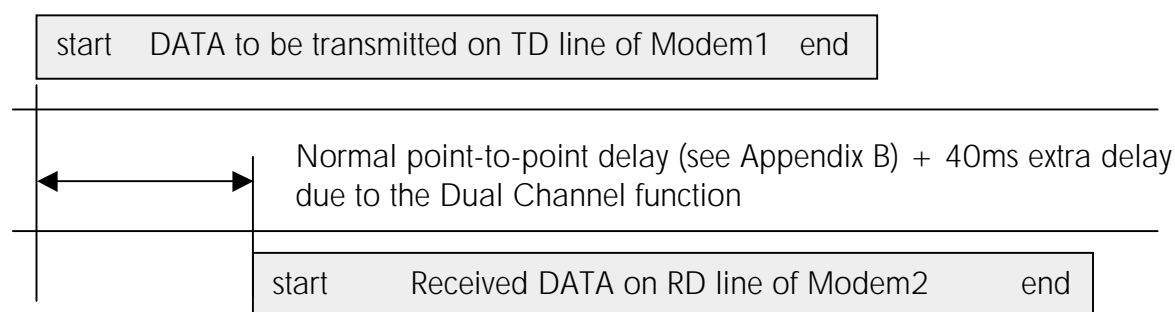 start DATA to be transmitted on TD line of Modem1 end
Normal point-to-point delay (see Appendix B) + 40ms extra delay
due to the Dual Channel function
start Received DATA on RD line of Modem2 end